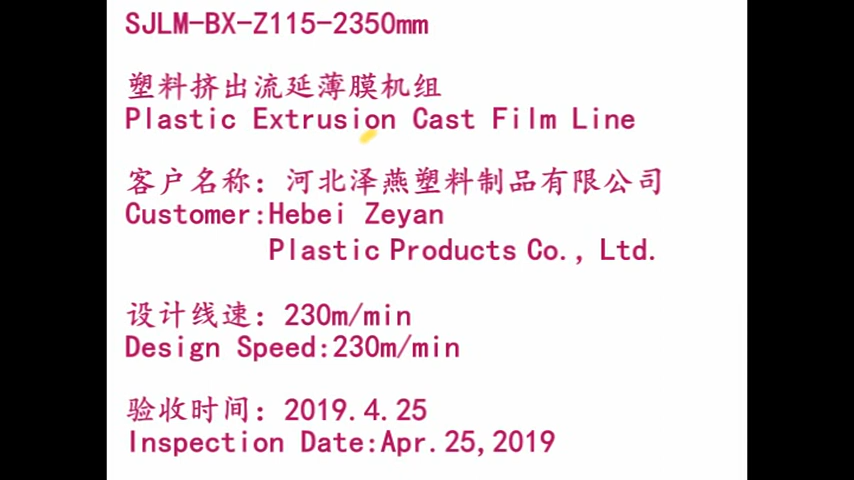 SJLM-BX-Z115-2350mm
塑料挤出流延薄膜机组
Plastic Extrusion Cast Film Line
客户名称：河北泽燕塑料制品有限公司
Customer:Hebei Zeyan
Plastic Products Co., Ltd.
设计线速：230m/min
Design Speed:230m/min
验收时间：2019.4.25
Inspection Date:Apr.25,2019